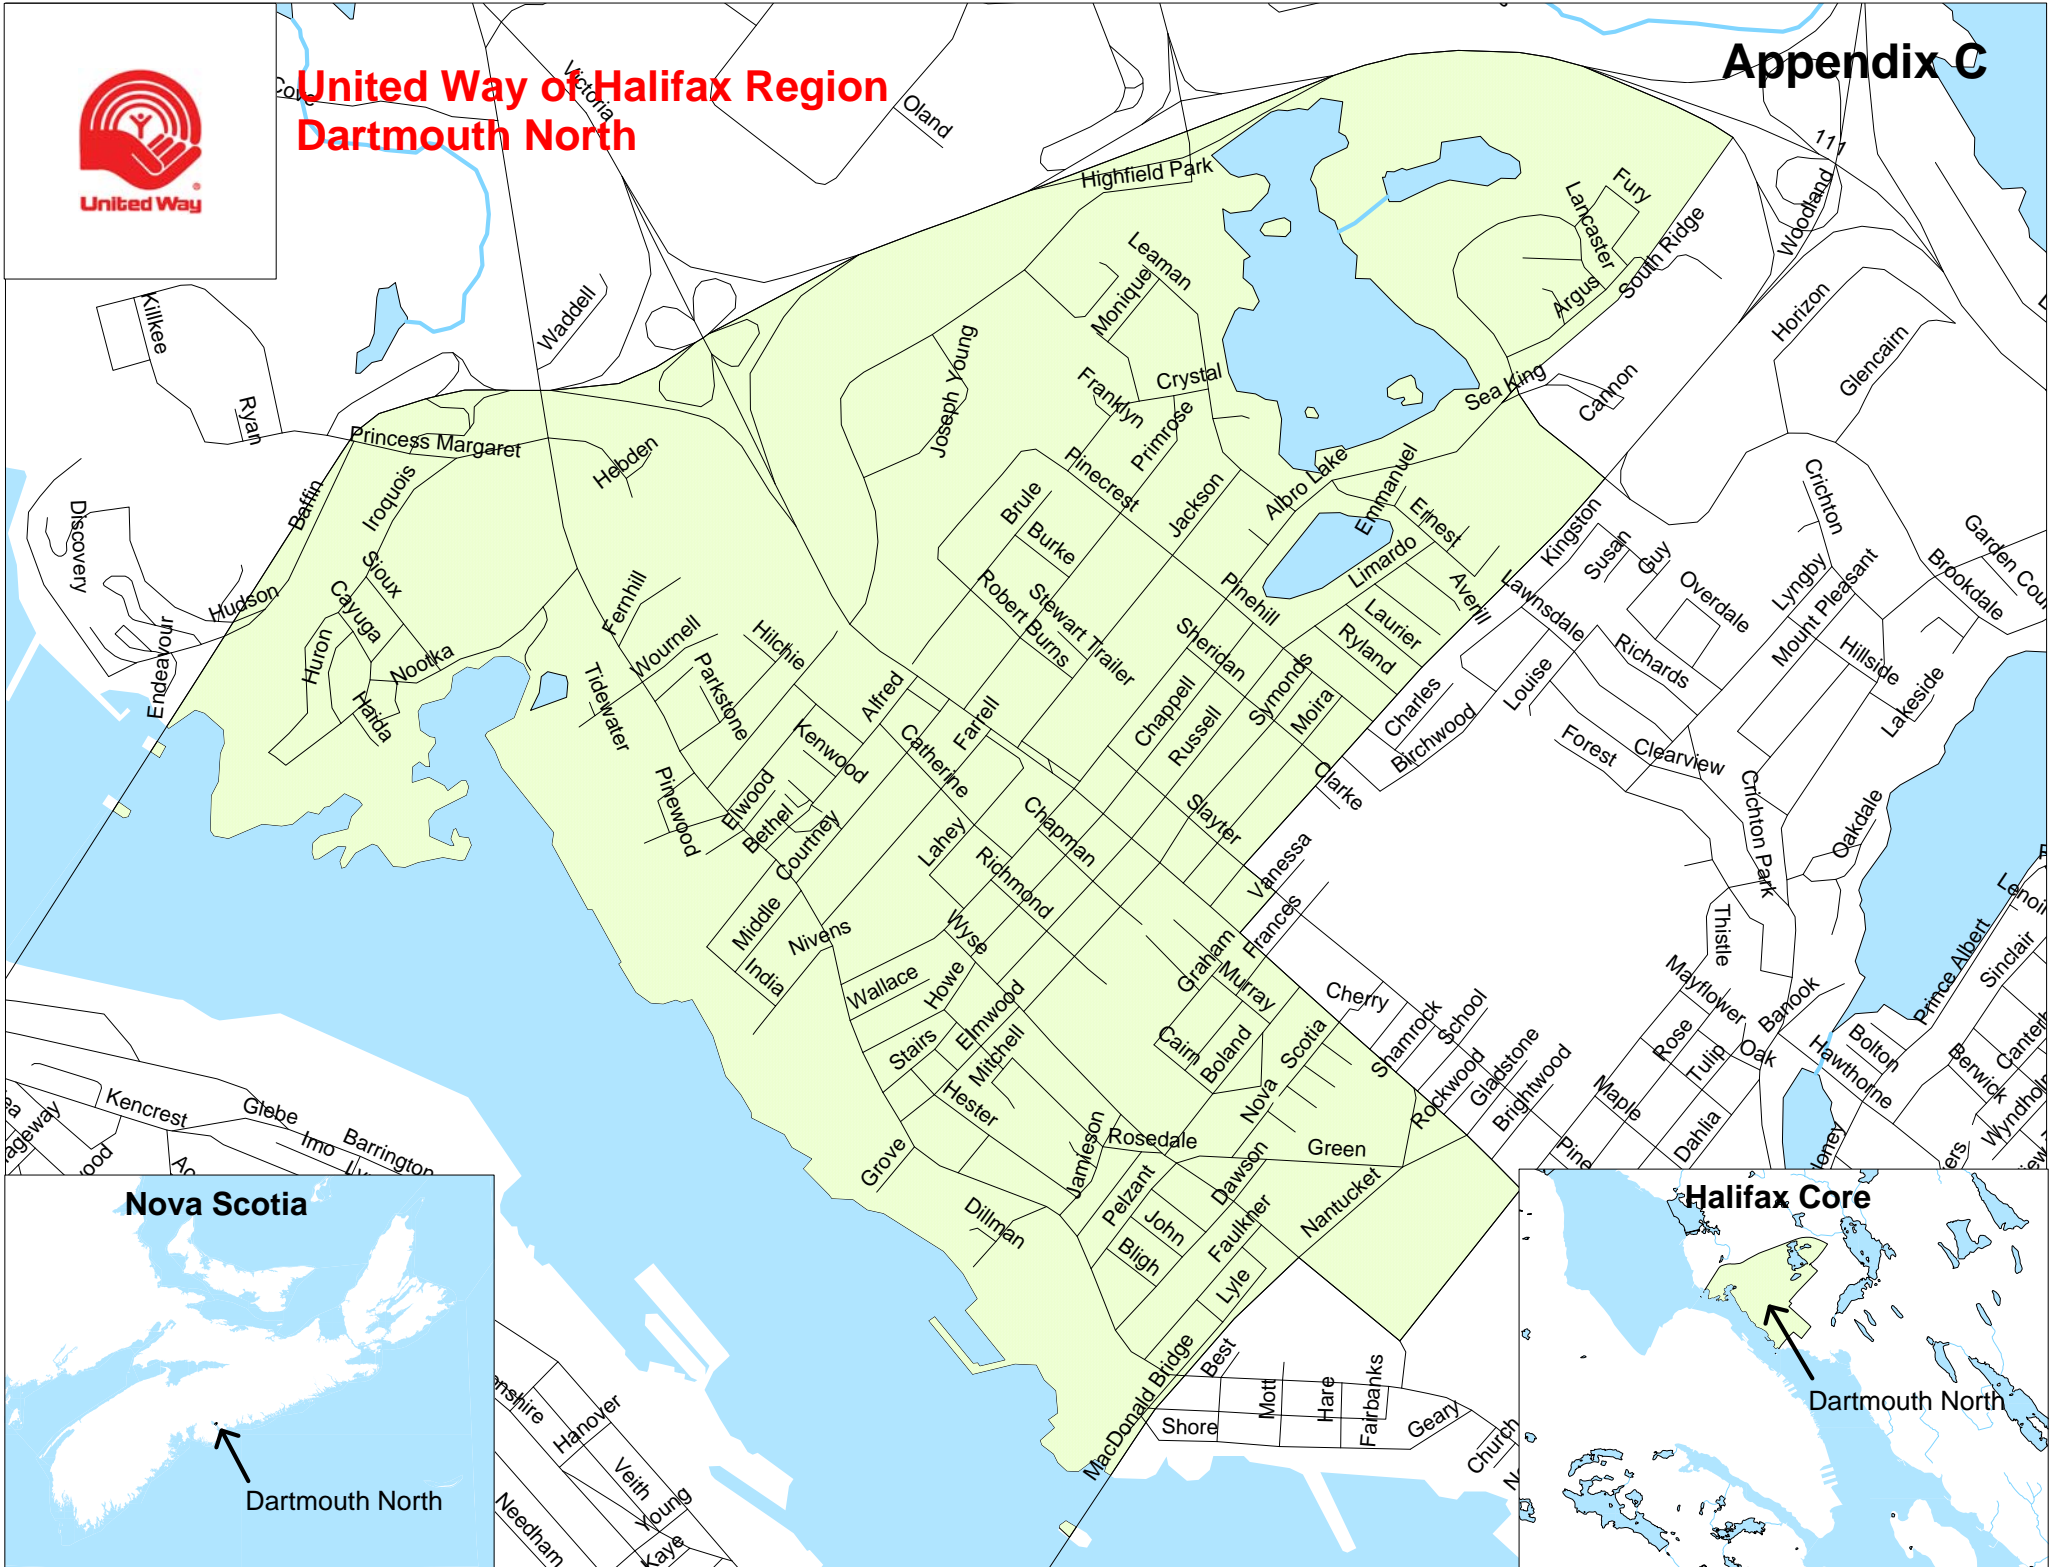 Appendix C
United Way of Halifax Region
Dartmouth North
United Way
®
Cove
Victoria
Oland
111
Highfield Park
Fury
Lancaster
South Ridge
Woodland
Argus
Leaman
Monique
Waddell
Killkee
Ryan
Horizon
Glencairn
Joseph Young
Crystal
Franklyn
Primrose
Sea King
Cannon
Princess Margaret
Hebden
Pinecrest
Jackson
Albro Lake
Emmanuel
Ernest
Iroquois
Baffin
Discovery
Brule
Burke
Limardo
Kingston
Susan
Guy
Crichton
Garden
Brookdale
Sioux
Cayuga
Hudson
Endeavour
Huron
Nootka
Haida
Fernhill
Wournell
Hilchie
Parkstone
Tidewater
Robert Burns
Stewart Trailer
Pinehill
Sheridan
Averill
Laurier
Ryland
Lawnsdale
Overdale
Lyngby
Mount Pleasant
Richards
Hillside
Lakeside
Louise
Charles
Birchwood
Alfred
Farrell
Kenwood
Catherine
Chappell
Russell
Symonds
Moira
Clarke
Forest
Clearview
Crichton Park
Oakdale
Pinewood
Elwood
Bethel
Courtney
Lahey
Chapman
Richmond
Slayter
Vanessa
Frances
Middle
Nivens
India
Wallace
Wyse
Howe
Elmwood
Stairs
Mitchell
Hester
Graham
Murray
Cairn
Boland
Nova Scotia
Cherry
Shamrock
School
Rockwood
Gladstone
Brightwood
Thistle
Mayflower
Rose
Tulip
Oak
Banook
Maple
Dahlia
Pine
Hawthorne
Bolton
Prince Albert
Sinclair
Berwick
Grove
Dillman
Jamieson
Rosedale
Green
Pelzant
John
Bligh
Dawson
Faulkner
Nantucket
Lyle
MacDonald Bridge
Best
Mott
Hare
Fairbanks
Shore
Geary
Church
Kencrest
Glebe
Imo
Barrington
Hanover
Veith
Young
Kaye
Needham
Nova Scotia
Dartmouth North
Halifax Core
Dartmouth North